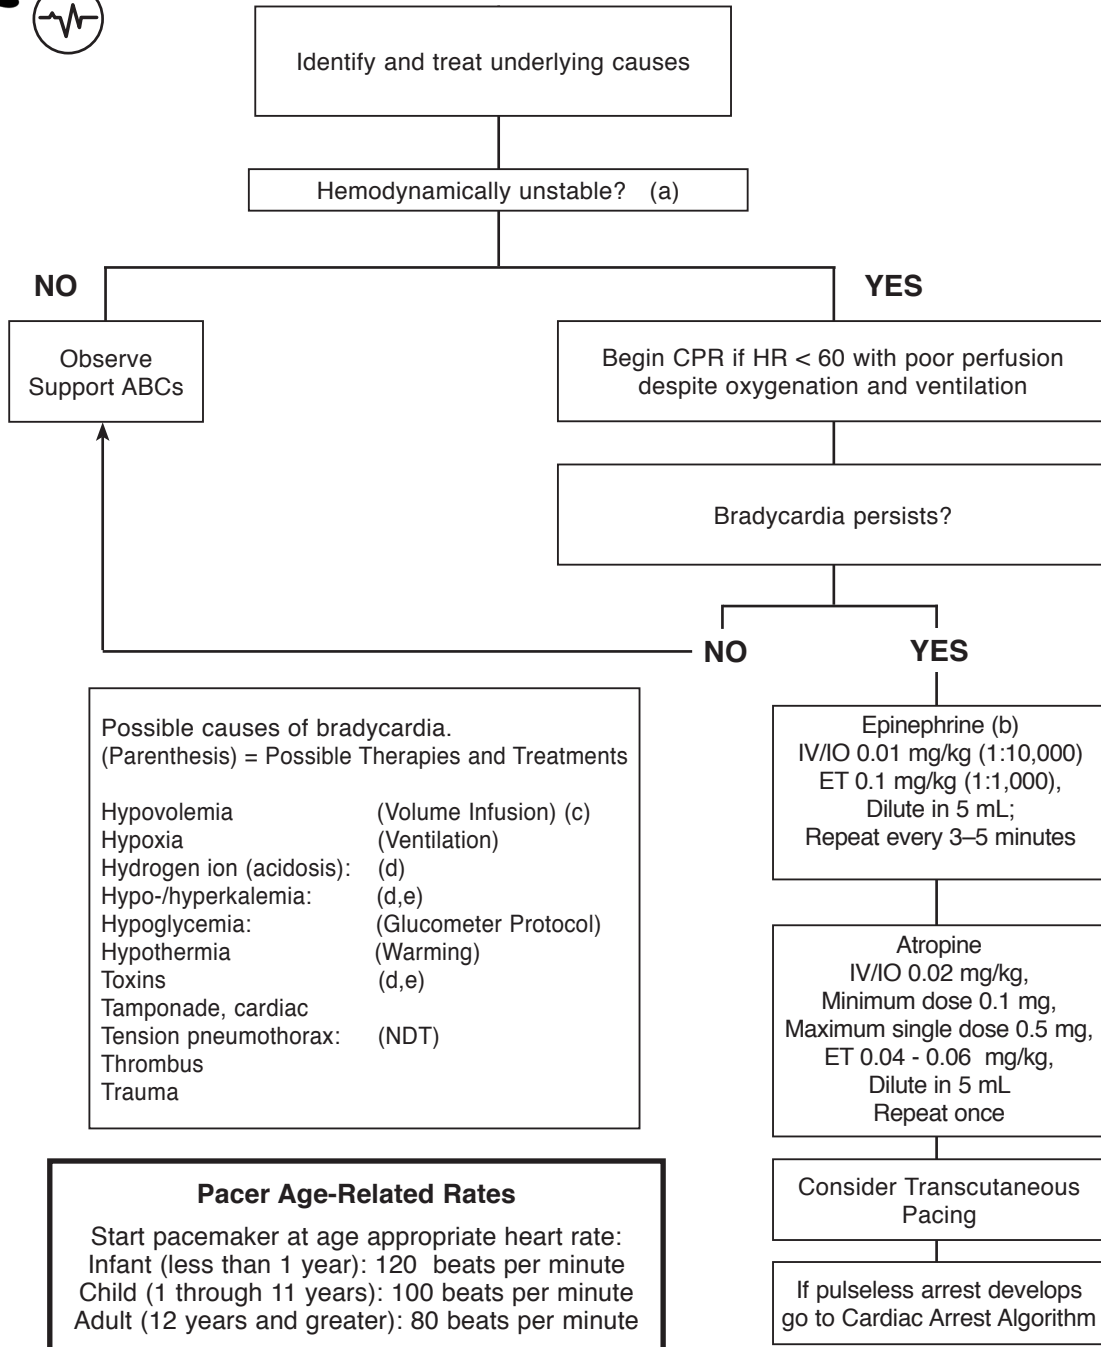 Identify and treat underlying causes
Hemodynamically unstable? (a)
NO
YES
Observe
Support ABCs
Begin CPR if HR < 60 with poor perfusion
despite oxygenation and ventilation
Bradycardia persists?
NO
YES
Possible causes of bradycardia.
(Parenthesis) = Possible Therapies and Treatments
Hypovolemia (Volume Infusion) (c)
Hypoxia (Ventilation)
Hydrogen ion (acidosis): (d)
Hypo-/hyperkalemia: (d,e)
Hypoglycemia: (Glucometer Protocol)
Hypothermia (Warming)
Toxins (d,e)
Tamponade, cardiac
Tension pneumothorax: (NDT)
Thrombus
Trauma
Epinephrine (b)
IV/IO 0.01 mg/kg (1:10,000)
ET 0.1 mg/kg (1:1,000),
Dilute in 5 mL;
Repeat every 3–5 minutes
Atropine
IV/IO 0.02 mg/kg,
Minimum dose 0.1 mg,
Maximum single dose 0.5 mg,
ET 0.04 - 0.06 mg/kg,
Dilute in 5 mL
Repeat once
Consider Transcutaneous
Pacing
If pulseless arrest develops
go to Cardiac Arrest Algorithm
Pacer Age-Related Rates
Start pacemaker at age appropriate heart rate:
Infant (less than 1 year): 120 beats per minute
Child (1 through 11 years): 100 beats per minute
Adult (12 years and greater): 80 beats per minute